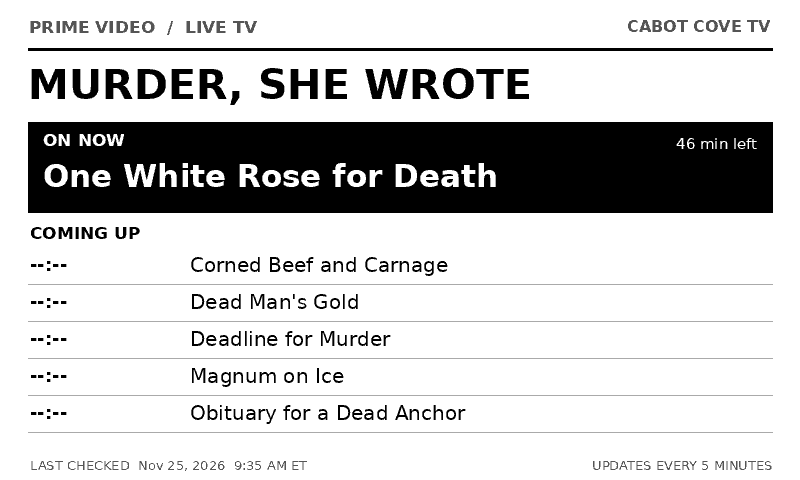 PRIME VIDEO / LIVE TV CABOT COVE TV
MURDER, SHE WROTE
ON NOW 46 min left
One White Rose for Death
COMING UP
--:-- Corned Beef and Carnage
--:-- Dead Man's Gold
--:-- Deadline for Murder
--:-- Magnum on Ice
--:-- Obituary for a Dead Anchor
LAST CHECKED Nov 25, 2026 9:35 AM ET UPDATES EVERY 5 MINUTES